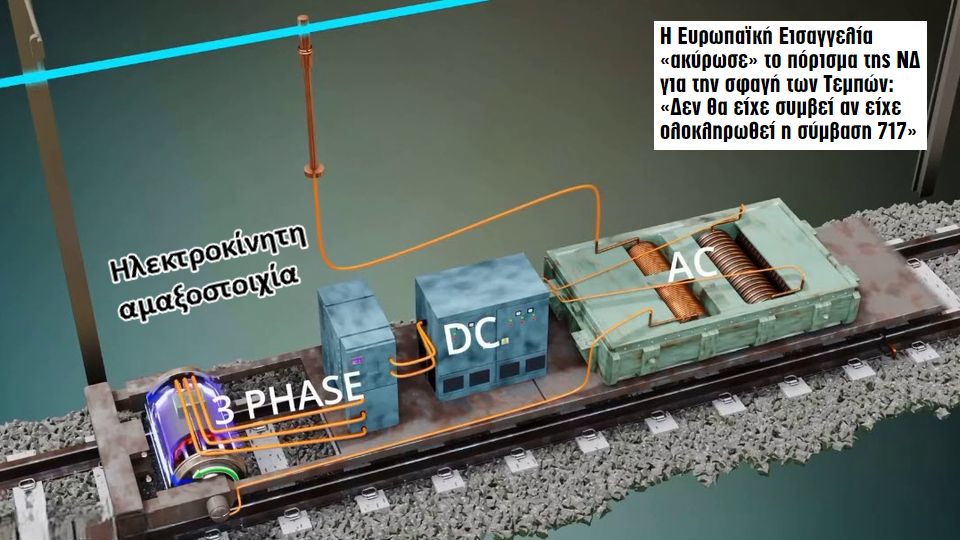 Η Ευρωπαϊκή Εισαγγελία
«ακύρωσε» το πόρισμα της ΝΔ
για την σφαγή των Τεμπών:
«Δεν θα είχε συμβεί αν είχε
ολοκληρωθεί η σύμβαση 717»
Ηλεκτροκίνητη
αμαξοστοιχία
AC
DC
3 PHASE